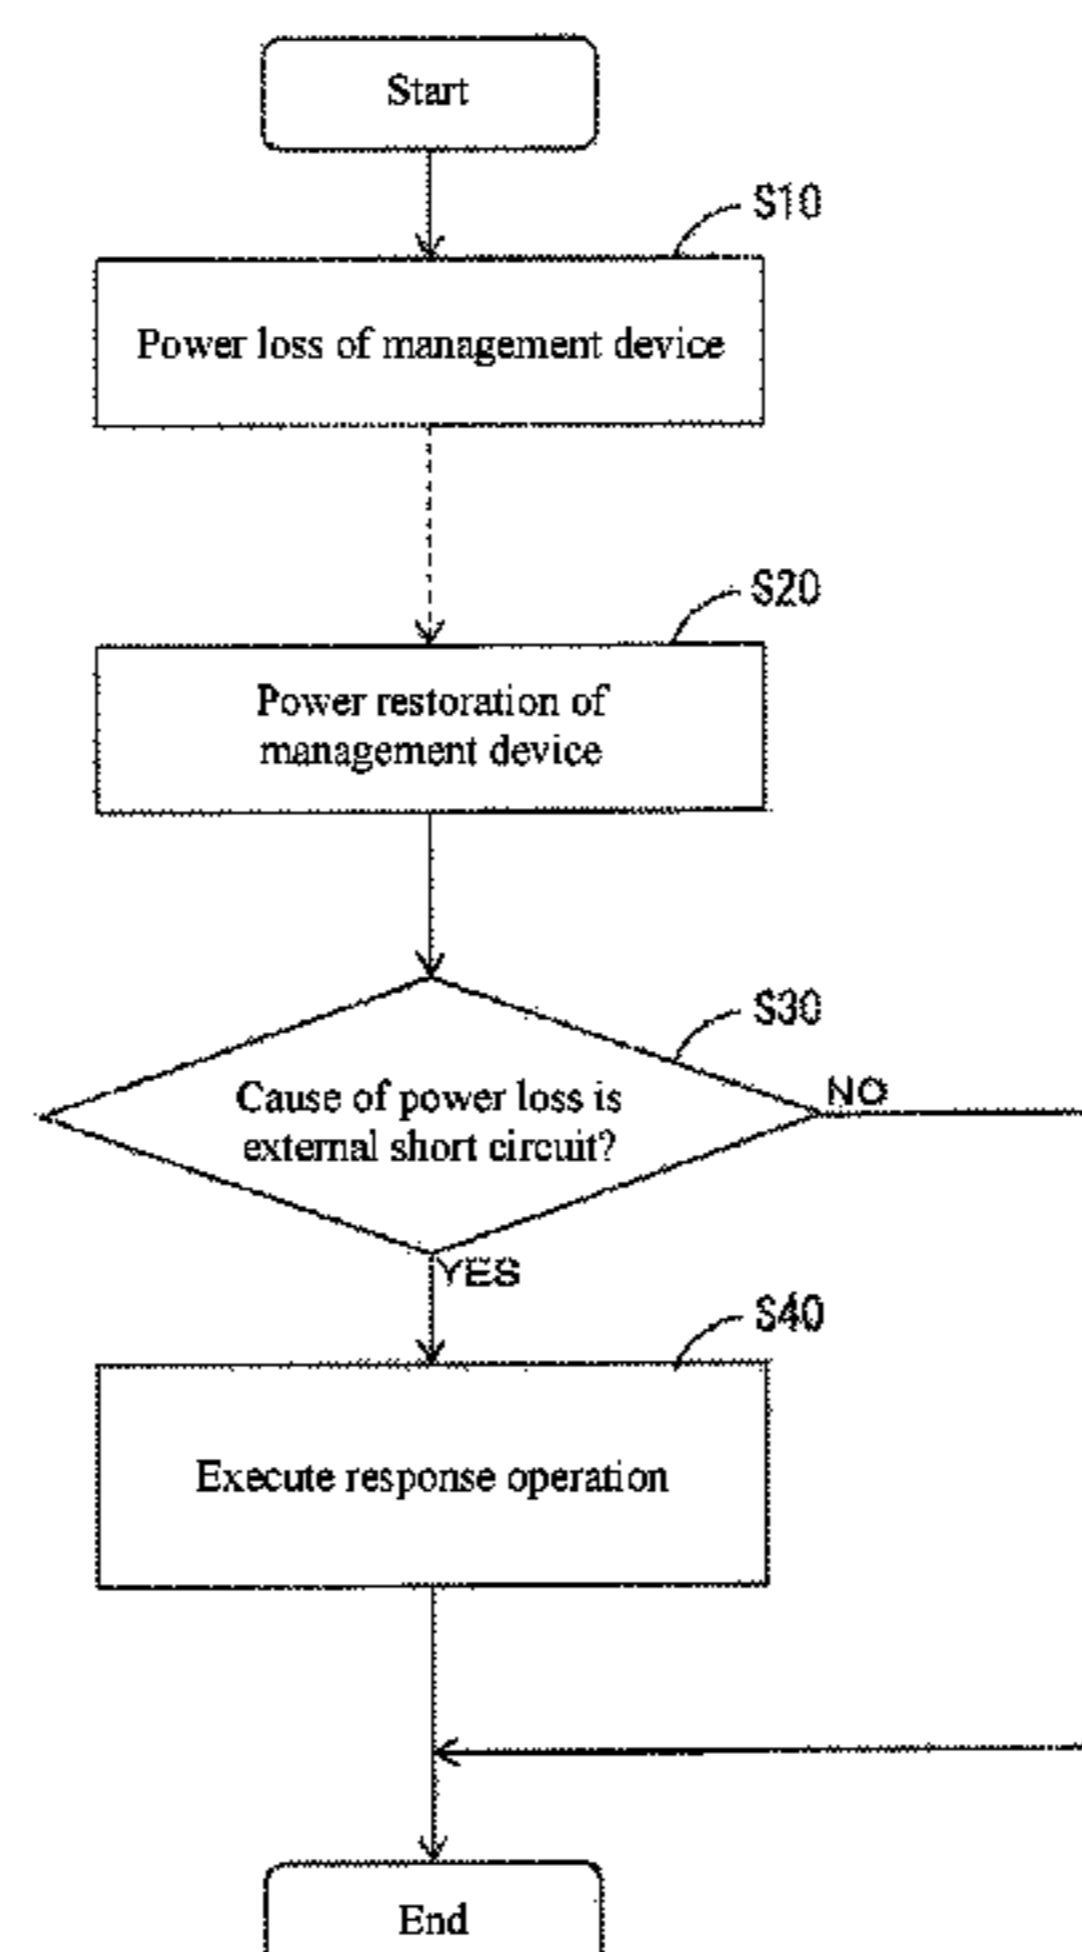 Start
S10
Power loss of management device
S20
Power restoration of
management device
S30
Cause of power loss is
external short circuit?
NO
YES
S40
Execute response operation
End